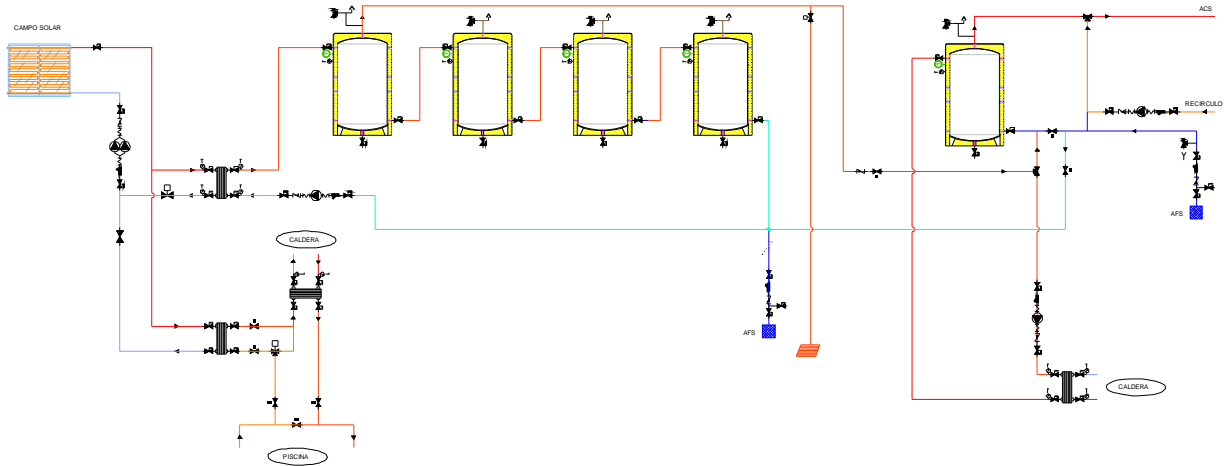 ACS
CAMPO SOLAR
RECIRCULO
AFS
CALDERA
AFS
CALDERA
PISCINA